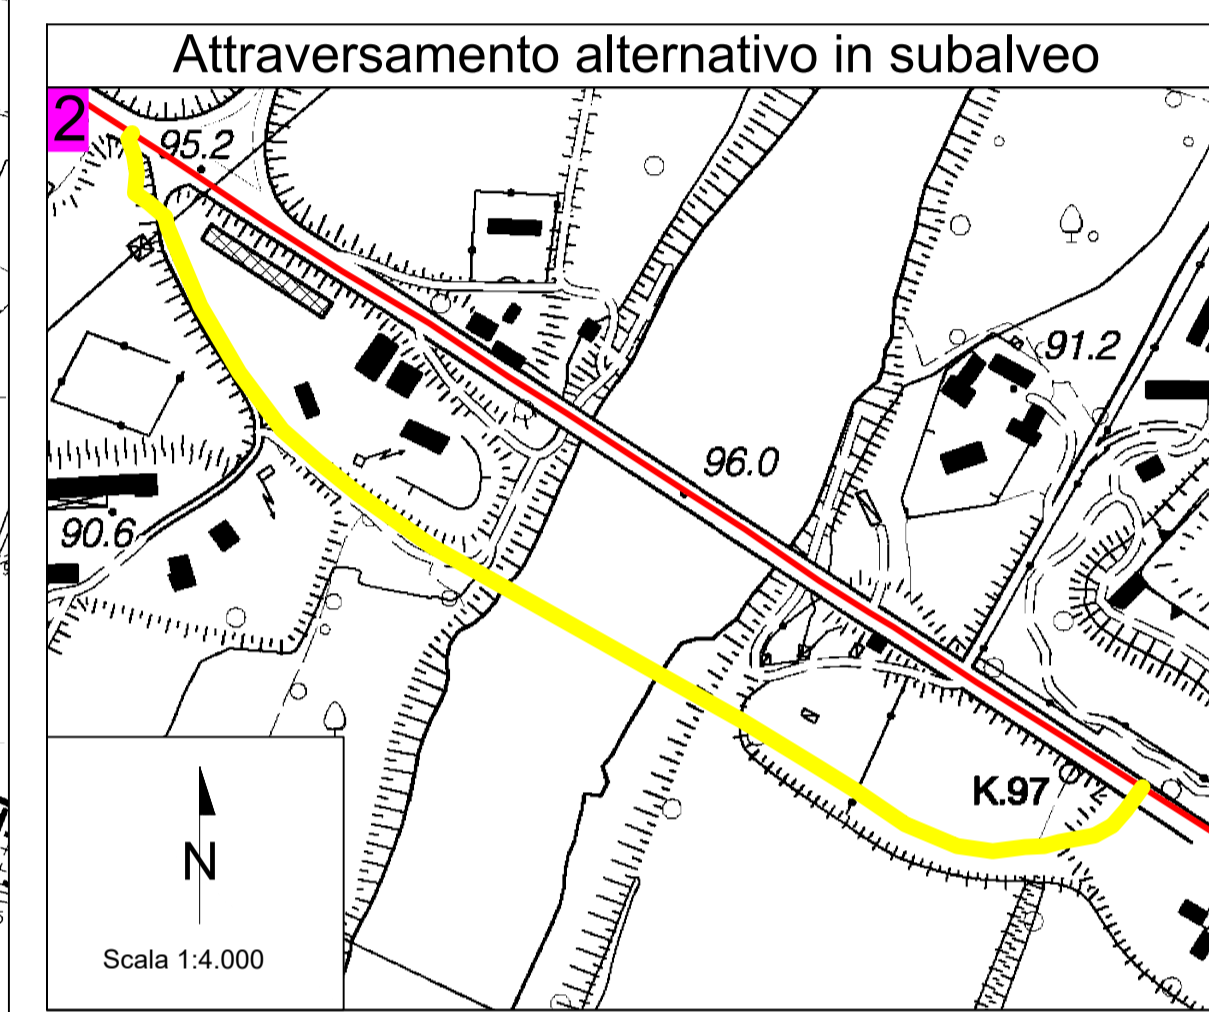 Attraversamento alternativo in subalveo
2
95.2
91.2
96.0
90.6
K.97
N
Scala 1:4.000